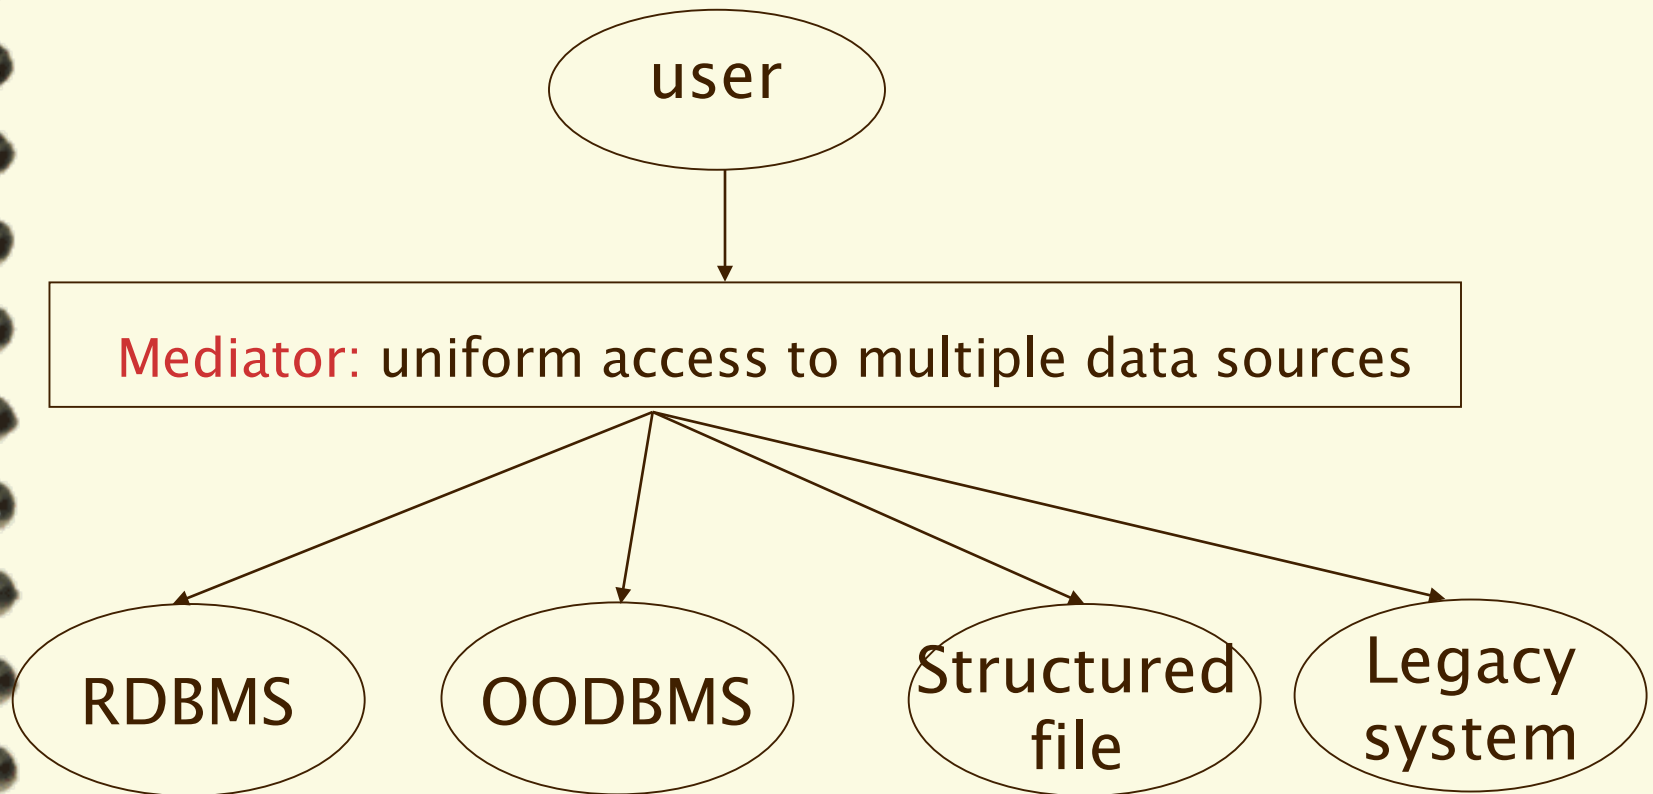 user
Mediator: uniform access to multiple data sources
RDBMS
OODBMS
Structured
file
Legacy
system